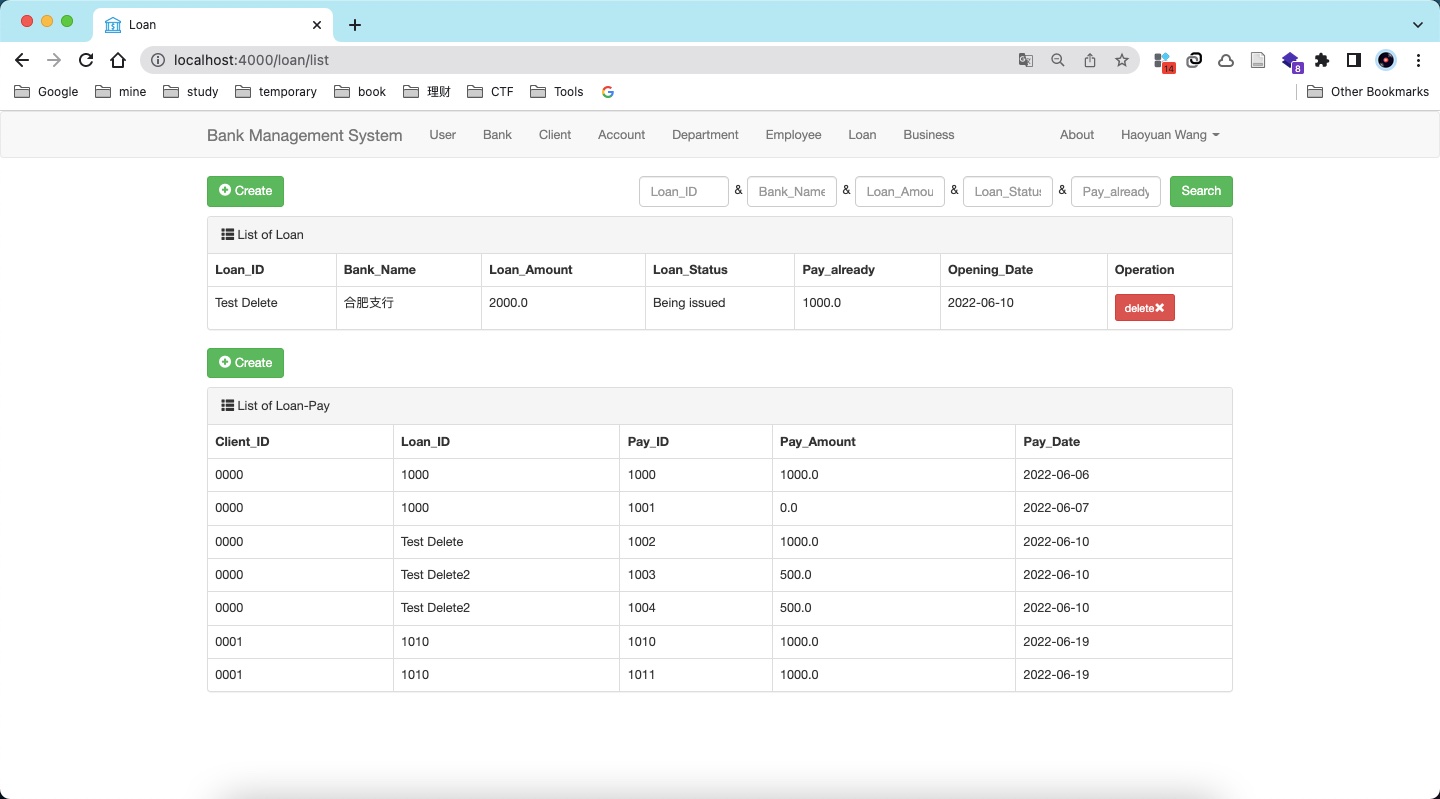 Loan
localhost:4000/loan/list
14
8
Google mine study temporary book 理财 CTF Tools Other Bookmarks
Bank Management System User Bank Client Account Department Employee Loan Business About Haoyuan Wang
Create Loan_ID & Bank_Name & Loan_Amou & Loan_Statu & Pay_already Search
List of Loan
Loan_ID Bank_Name Loan_Amount Loan_Status Pay_already Opening_Date Operation
Test Delete 合肥支行 2000.0 Being issued 1000.0 2022-06-10 delete
Create
List of Loan-Pay
Client_ID Loan_ID Pay_ID Pay_Amount Pay_Date
0000 1000 1000 1000.0 2022-06-06
0000 1000 1001 0.0 2022-06-07
0000 Test Delete 1002 1000.0 2022-06-10
0000 Test Delete2 1003 500.0 2022-06-10
0000 Test Delete2 1004 500.0 2022-06-10
0001 1010 1010 1000.0 2022-06-19
0001 1010 1011 1000.0 2022-06-19